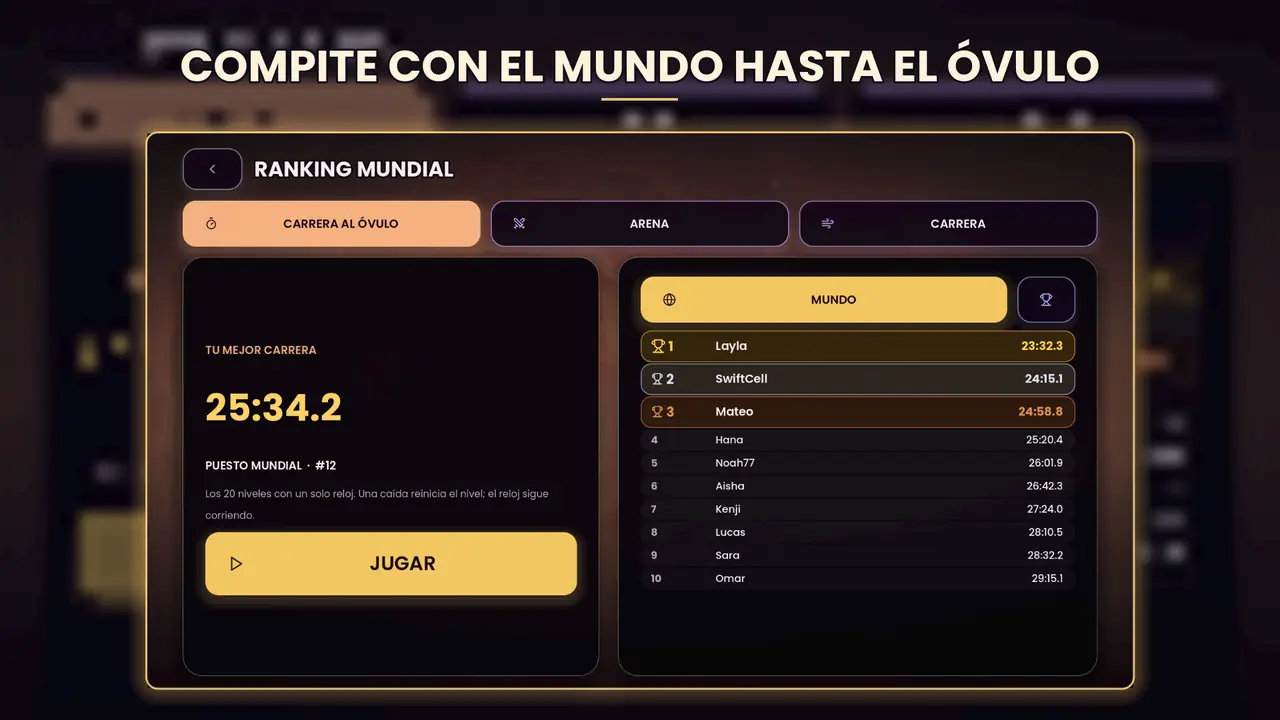 COMPITE CON EL MUNDO HASTA EL ÓVULO
RANKING MUNDIAL
CARRERA AL ÓVULO
ARENA
CARRERA
TU MEJOR CARRERA
25:34.2
PUESTO MUNDIAL · #12
Los 20 niveles con un solo reloj. Una caída reinicia el nivel; el reloj sigue
corriendo.
JUGAR
MUNDO
1 Layla 23:32.3
2 SwiftCell 24:15.1
3 Mateo 24:58.8
4 Hana 25:20.4
5 Noah77 26:01.9
6 Aisha 26:42.3
7 Kenji 27:24.0
8 Lucas 28:10.5
9 Sara 28:32.2
10 Omar 29:15.1